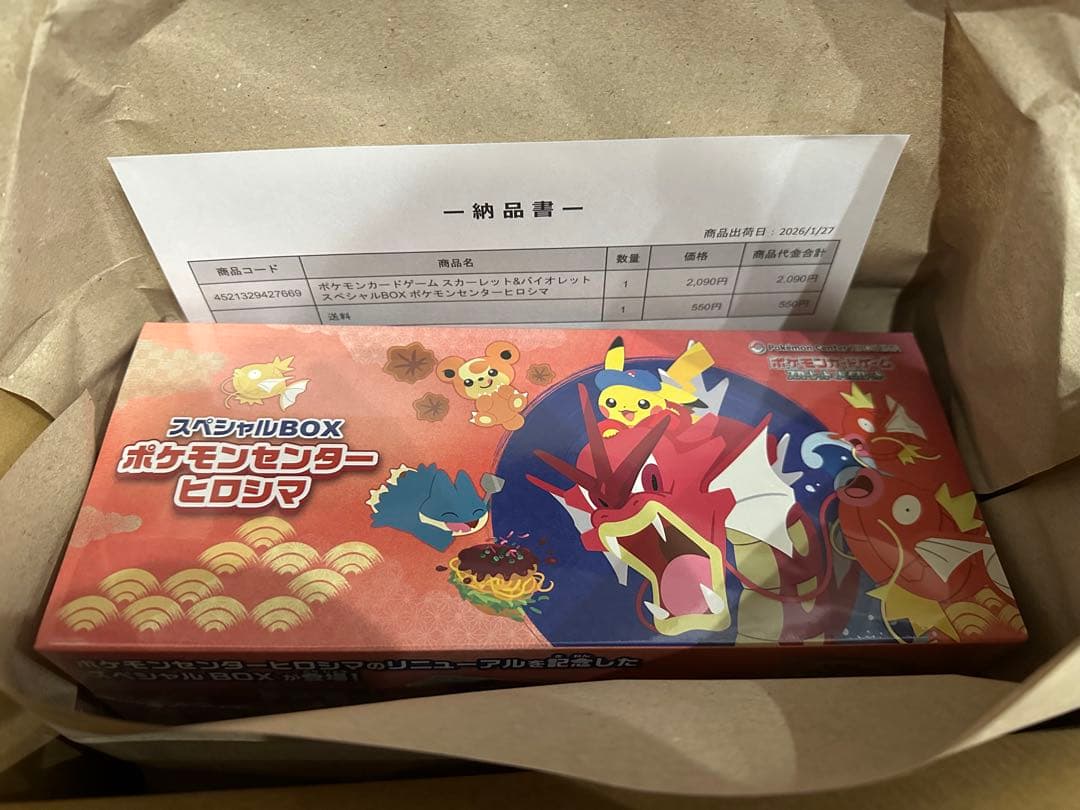 ー納品書ー
商品出荷日：2026/1/27
商品コード 商品名 数量 価格 商品代金合計
4521329427669 ポケモンカードゲーム スカーレット&バイオレット
スペシャルBOX ポケモンセンターヒロシマ 1 2,090円 2,090円
送料 1 550円 550円
Pokémon Center
ポケモンカードゲーム
スペシャルBOX
ポケモンセンター
ヒロシマ
ポケモンセンターヒロシマのリニューアルを記念した
スペシャルBOXが登場!